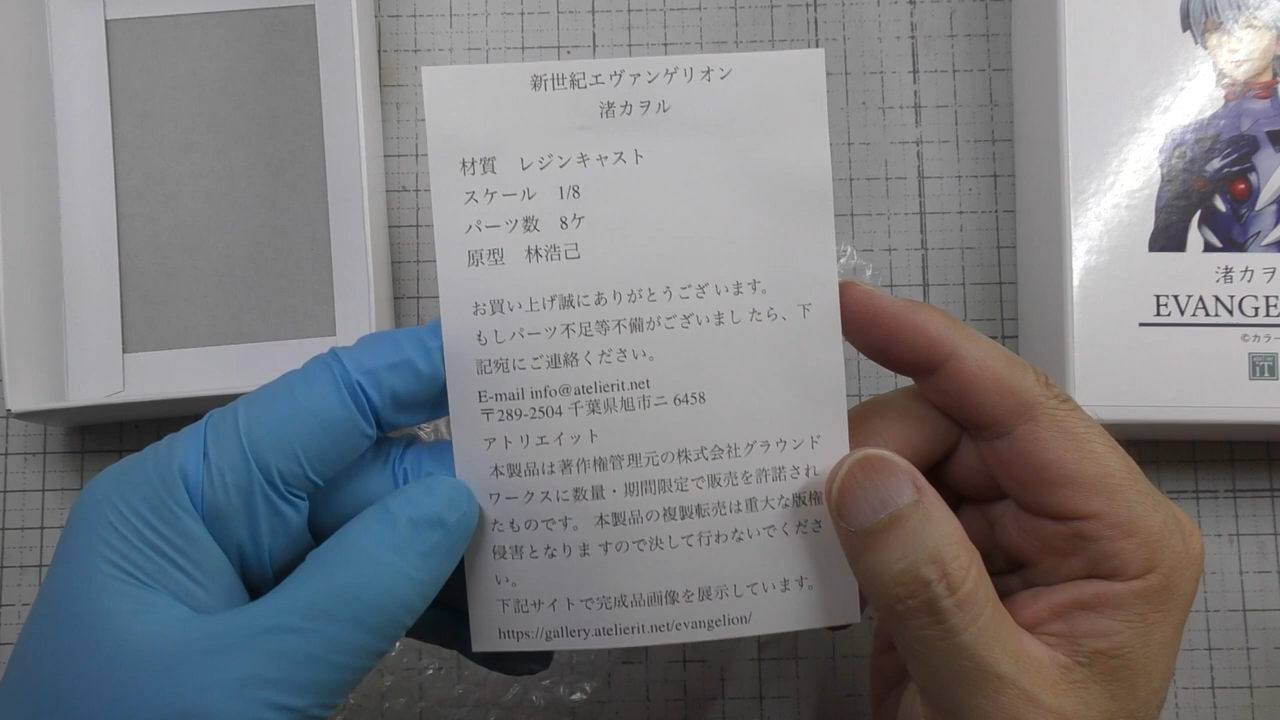 新世紀エヴァンゲリオン
渚カヲル
材質 レジンキャスト
スケール 1/8
パーツ数 8ケ
原型 林浩己
お買い上げ誠にありがとうございます。
もしパーツ不足等不備がございまし たら、下
記宛にご連絡ください。
E-mail info@atelierit.net
〒289-2504 千葉県旭市ニ 6458
アトリエイット
本製品は著作権管理元の株式会社グラウンド
ワークスに数量・期間限定で販売を許諾され
たものです。 本製品の複製転売は重大な版権
侵害となりま すので決して行わないでくださ
い。
下記サイトで完成品画像を展示しています。
https://gallery.atelierit.net/evangelion/
渚カヲ
EVANGE
©カラー
iT